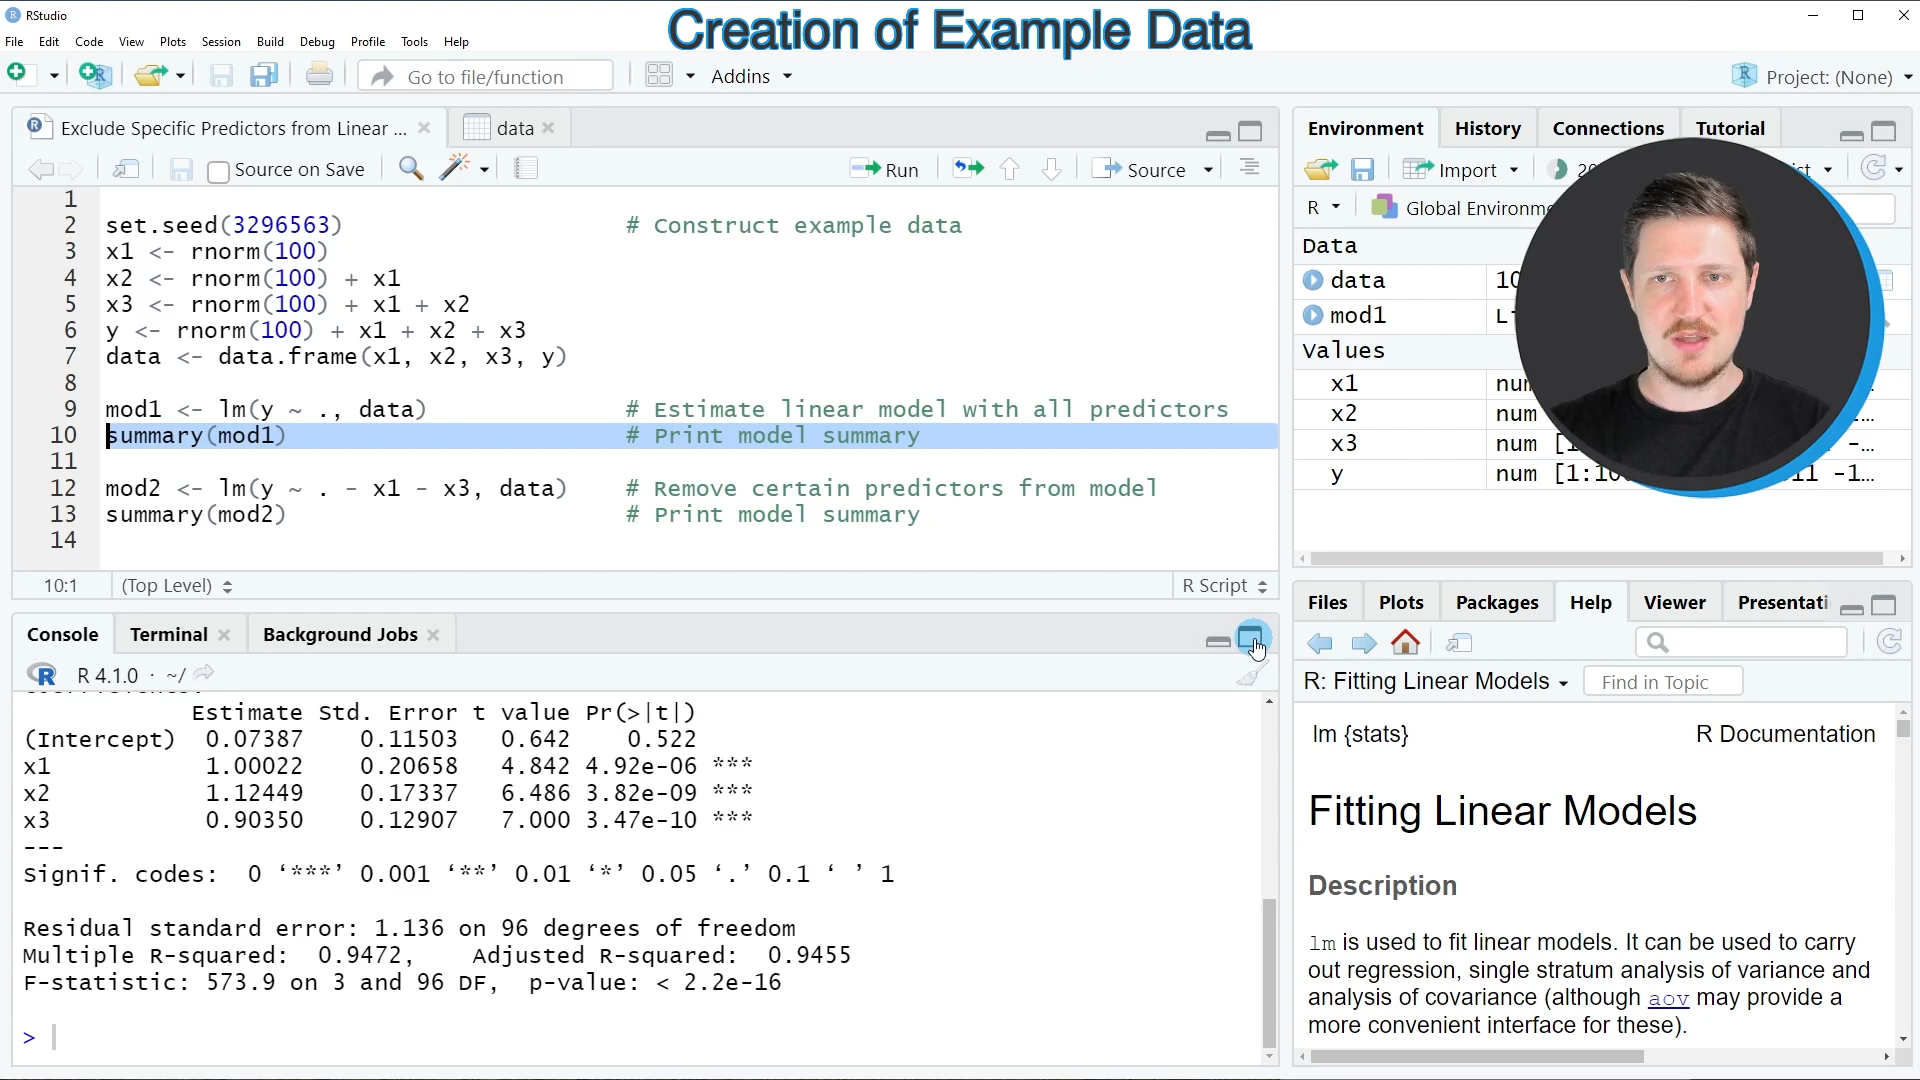 RStudio
Creation of Example Data
File Edit Code View Plots Session Build Debug Profile Tools Help
Go to file/function
Addins
Project: (None)
Exclude Specific Predictors from Linear ...
data
Source on Save
Run
Source
1
2 set.seed(3296563) # Construct example data
3 x1 <- rnorm(100)
4 x2 <- rnorm(100) + x1
5 x3 <- rnorm(100) + x1 + x2
6 y <- rnorm(100) + x1 + x2 + x3
7 data <- data.frame(x1, x2, x3, y)
8
9 mod1 <- lm(y ~ ., data) # Estimate linear model with all predictors
10 summary(mod1) # Print model summary
11
12 mod2 <- lm(y ~ . - x1 - x3, data) # Remove certain predictors from model
13 summary(mod2) # Print model summary
14
10:1 (Top Level) R Script
Console Terminal Background Jobs
R 4.1.0 · ~/
Estimate Std. Error t value Pr(>|t|)
(Intercept) 0.07387 0.11503 0.642 0.522
x1 1.00022 0.20658 4.842 4.92e-06 ***
x2 1.12449 0.17337 6.486 3.82e-09 ***
x3 0.90350 0.12907 7.000 3.47e-10 ***
---
Signif. codes: 0 ‘***’ 0.001 ‘**’ 0.01 ‘*’ 0.05 ‘.’ 0.1 ‘ ’ 1
Residual standard error: 1.136 on 96 degrees of freedom
Multiple R-squared: 0.9472, Adjusted R-squared: 0.9455
F-statistic: 573.9 on 3 and 96 DF, p-value: < 2.2e-16
>
Environment History Connections Tutorial
Import
R Global
Data
data
mod1
Values
x1 num
x2 num
x3 num
y num
Files Plots Packages Help Viewer
R: Fitting Linear Models Find in Topic
lm {stats} R Documentation
Fitting Linear Models
Description
lm is used to fit linear models. It can be used to carry
out regression, single stratum analysis of variance and
analysis of covariance (although aov may provide a
more convenient interface for these).